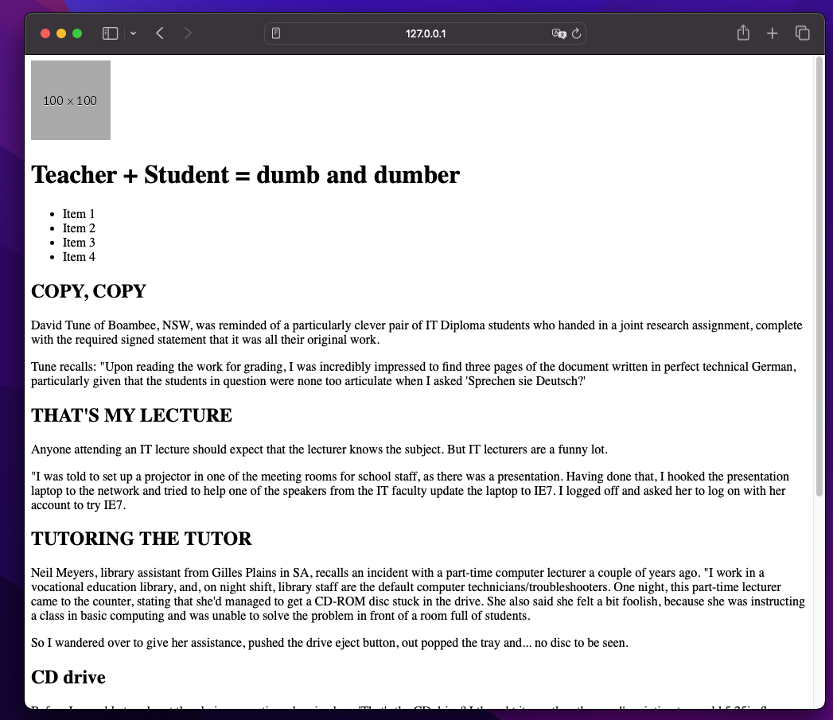 127.0.0.1
100 × 100
Teacher + Student = dumb and dumber
Item 1
Item 2
Item 3
Item 4
COPY, COPY
David Tune of Boambee, NSW, was reminded of a particularly clever pair of IT Diploma students who handed in a joint research assignment, complete
with the required signed statement that it was all their original work.
Tune recalls: "Upon reading the work for grading, I was incredibly impressed to find three pages of the document written in perfect technical German,
particularly given that the students in question were none too articulate when I asked 'Sprechen sie Deutsch?'
THAT'S MY LECTURE
Anyone attending an IT lecture should expect that the lecturer knows the subject. But IT lecturers are a funny lot.
"I was told to set up a projector in one of the meeting rooms for school staff, as there was a presentation. Having done that, I hooked the presentation
laptop to the network and tried to help one of the speakers from the IT faculty update the laptop to IE7. I logged off and asked her to log on with her
account to try IE7.
TUTORING THE TUTOR
Neil Meyers, library assistant from Gilles Plains in SA, recalls an incident with a part-time computer lecturer a couple of years ago. "I work in a
vocational education library, and, on night shift, library staff are the default computer technicians/troubleshooters. One night, this part-time lecturer
came to the counter, stating that she'd managed to get a CD-ROM disc stuck in the drive. She also said she felt a bit foolish, because she was instructing
a class in basic computing and was unable to solve the problem in front of a room full of students.
So I wandered over to give her assistance, pushed the drive eject button, out popped the tray and... no disc to be seen.
CD drive